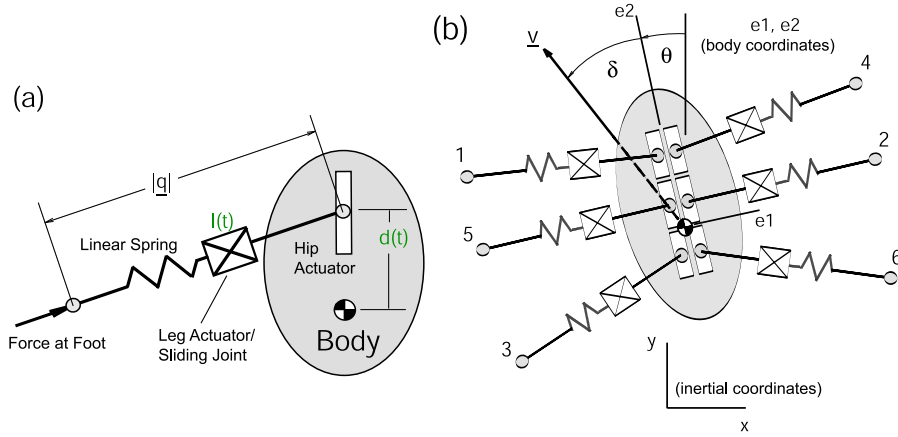 (a)
|q|
l(t)
Linear Spring
d(t)
Hip
Actuator
Leg Actuator/
Sliding Joint
Force at Foot
Body
(b)
v
e2
δ
θ
e1, e2
(body coordinates)
4
1
2
e1
5
6
3
y
(inertial coordinates)
x